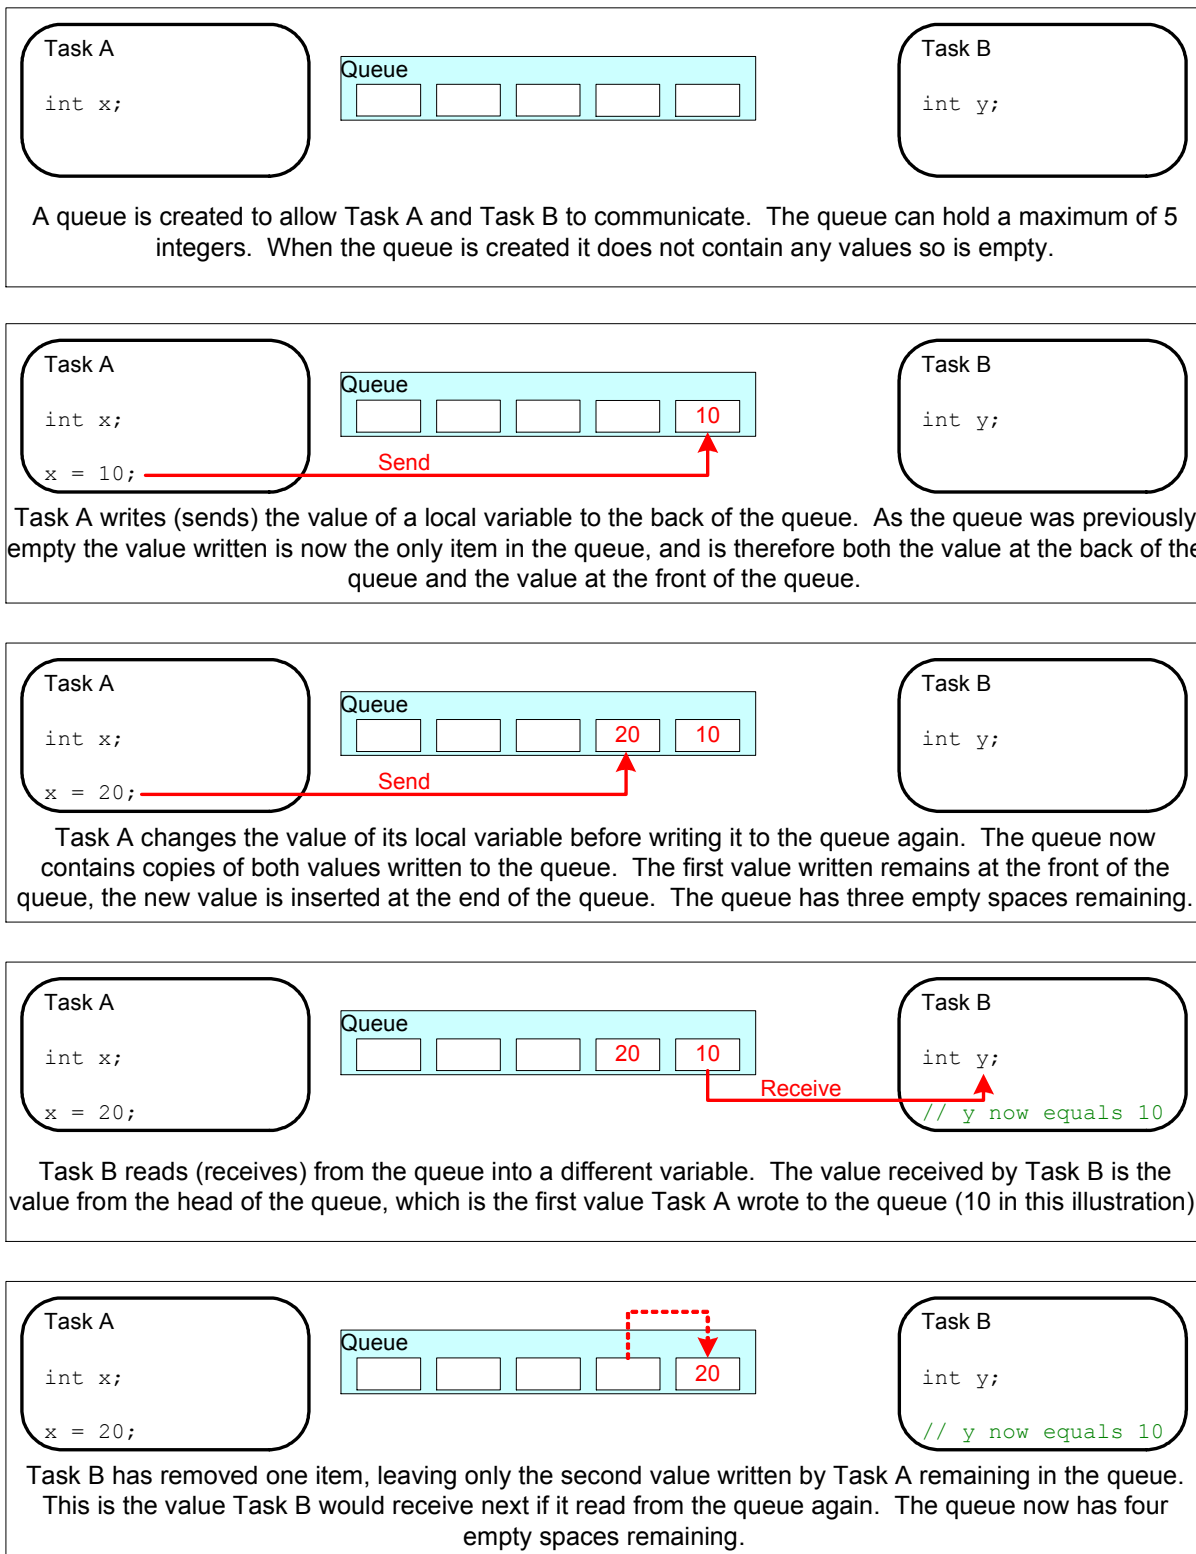 Task A
int x;
Queue
Task B
int y;
A queue is created to allow Task A and Task B to communicate.  The queue can hold a maximum of 5
integers.  When the queue is created it does not contain any values so is empty.
Task A
int x;
x = 10;
Queue
10
Send
Task B
int y;
Task A writes (sends) the value of a local variable to the back of the queue.  As the queue was previously
empty the value written is now the only item in the queue, and is therefore both the value at the back of the
queue and the value at the front of the queue.
Task A
int x;
x = 20;
Queue
20 10
Send
Task B
int y;
Task A changes the value of its local variable before writing it to the queue again.  The queue now
contains copies of both values written to the queue.  The first value written remains at the front of the
queue, the new value is inserted at the end of the queue.  The queue has three empty spaces remaining.
Task A
int x;
x = 20;
Queue
20 10
Receive
Task B
int y;
// y now equals 10
Task B reads (receives) from the queue into a different variable.  The value received by Task B is the
value from the head of the queue, which is the first value Task A wrote to the queue (10 in this illustration)
Task A
int x;
x = 20;
Queue
20
Task B
int y;
// y now equals 10
Task B has removed one item, leaving only the second value written by Task A remaining in the queue.
This is the value Task B would receive next if it read from the queue again.  The queue now has four
empty spaces remaining.